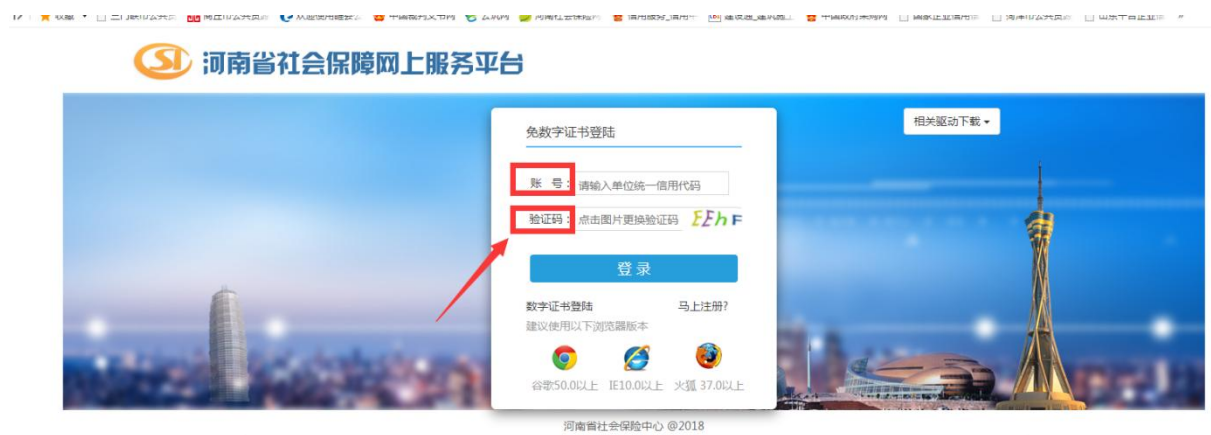 收藏
河南省社会保障网上服务平台
相关驱动下载
免数字证书登陆
账 号： 请输入单位统一信用代码
验证码： 点击图片更换验证码 EEhF
登 录
数字证书登陆 马上注册?
建议使用以下浏览器版本
谷歌50.0以上 IE10.0以上 火狐 37.0以上
河南省社会保险中心 @2018